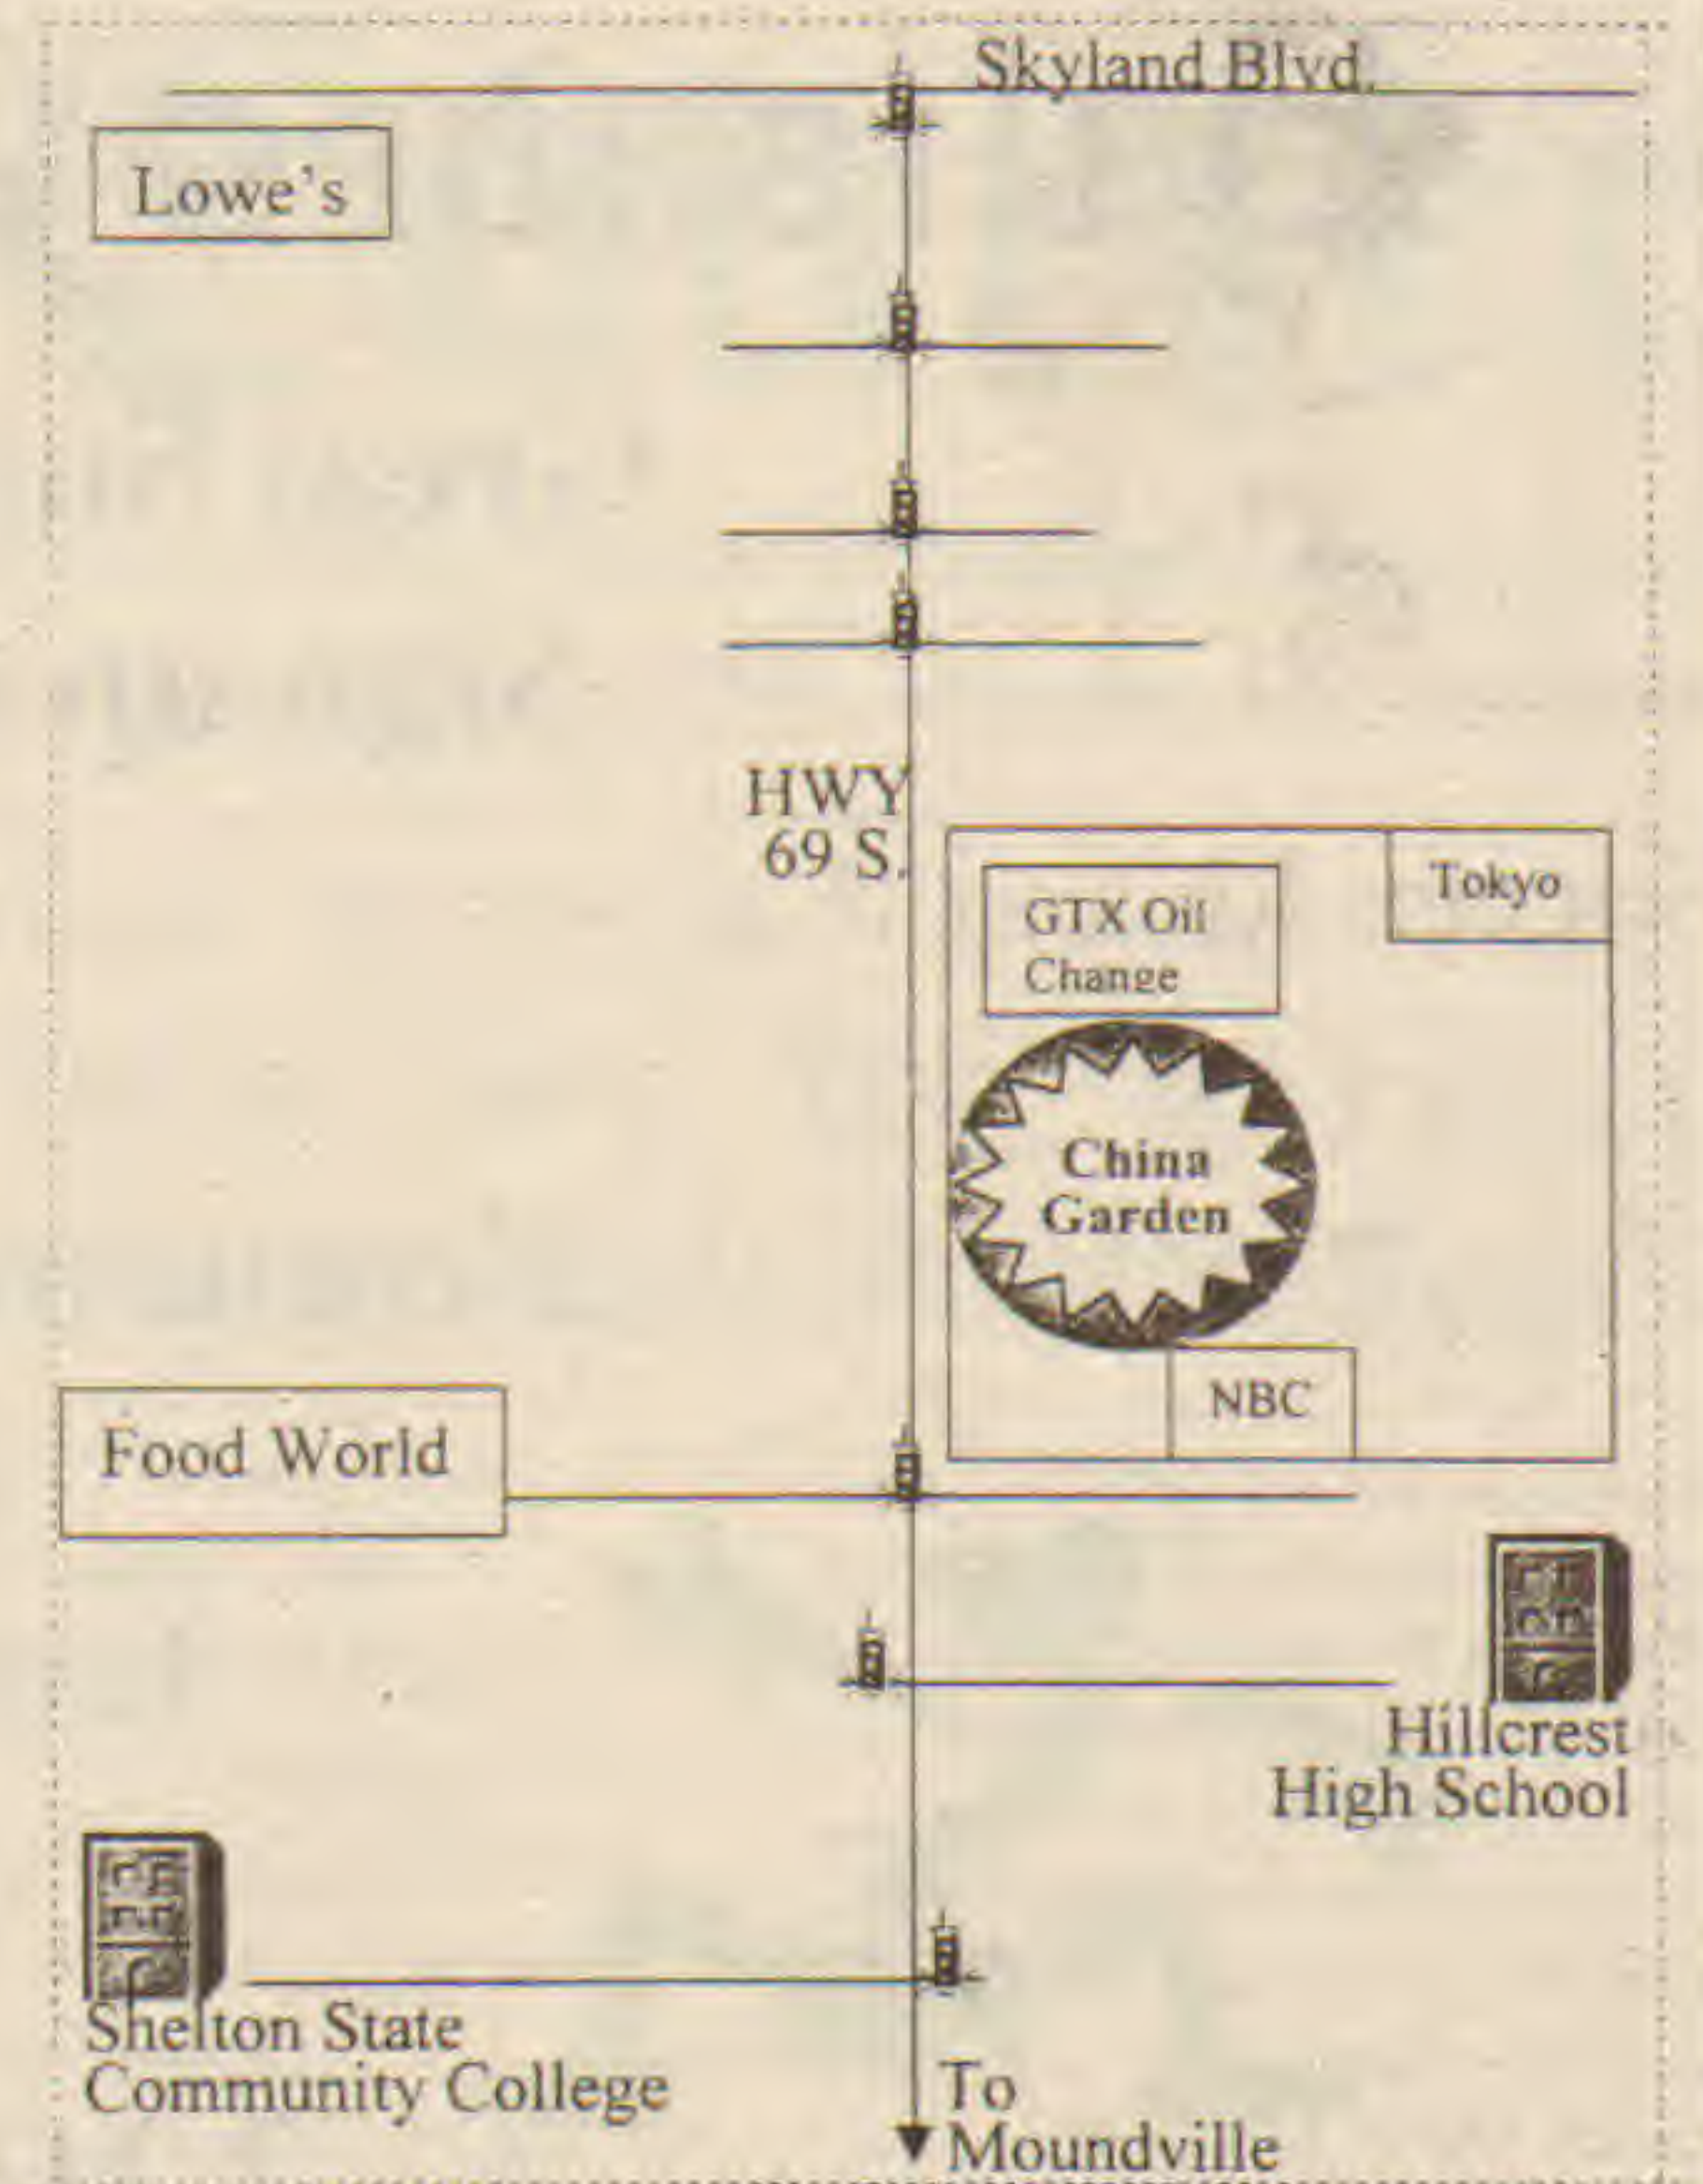 Skyland Blvd.
Lowe's
HWY
69 S.
Tokyo
GTX Oil
Change
China
Garden
NBC
Food World
Hillcrest
High School
Shelton State
Community College
To
Moundville